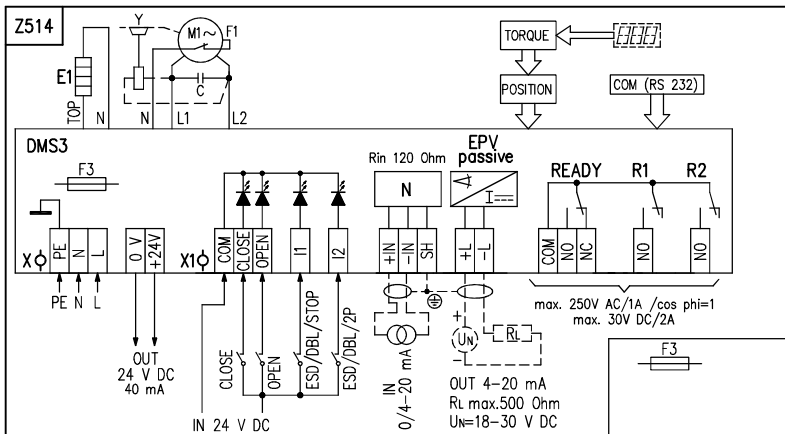 Z514
Y
M1~
F1
E1
C
TOP
N
N
L1
L2
TORQUE
POSITION
COM (RS 232)
DMS3
F3
Rin 120 Ohm
N
EPV
passive
I
READY
R1
R2
X
PE
N
L
0 V
+24V
X1
COM
CLOSE
OPEN
I1
I2
+IN
-IN
SH
+L
-L
COM
NO
NC
NO
NO
PE N L
OUT
24 V DC
40 mA
CLOSE
OPEN
ESD/DBL/STOP
ESD/DBL/2P
IN 24 V DC
IN
0/4-20 mA
+
UN
-
RL
OUT 4-20 mA
RL max.500 Ohm
UN=18-30 V DC
max. 250V AC/1A /cos phi=1
max. 30V DC/2A
F3